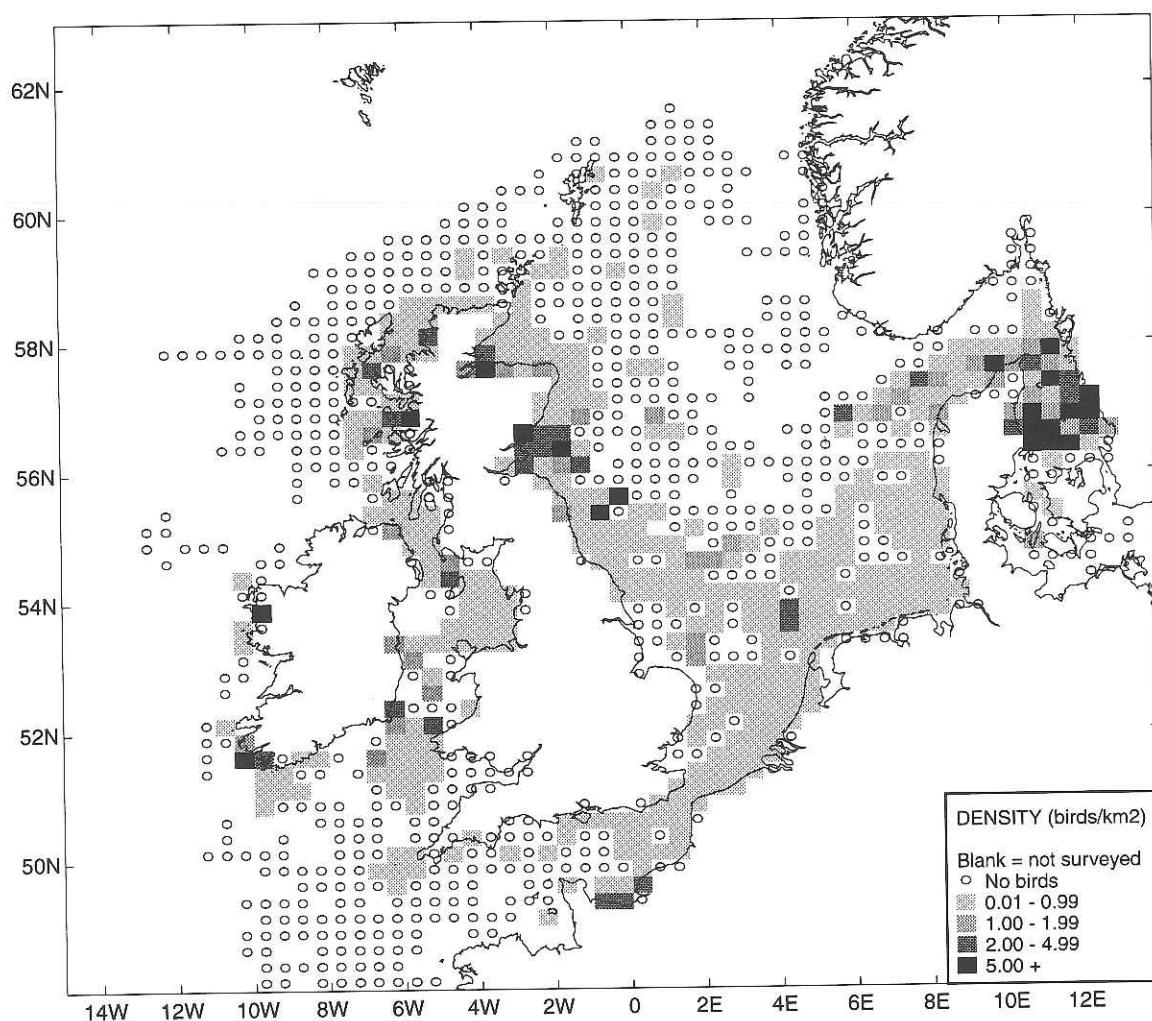 62N
60N
58N
56N
54N
52N
50N
DENSITY (birds/km2)
Blank = not surveyed
No birds
0.01 - 0.99
1.00 - 1.99
2.00 - 4.99
5.00 +
14W 12W 10W 8W 6W 4W 2W 0 2E 4E 6E 8E 10E 12E